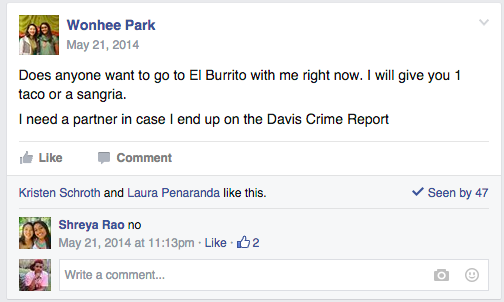 Wonhee Park
May 21, 2014
Does anyone want to go to El Burrito with me right now. I will give you 1
taco or a sangria.
I need a partner in case I end up on the Davis Crime Report
Like Comment
Kristen Schroth and Laura Penaranda like this. Seen by 47
Shreya Rao no
May 21, 2014 at 11:13pm · Like · 2
Write a comment...